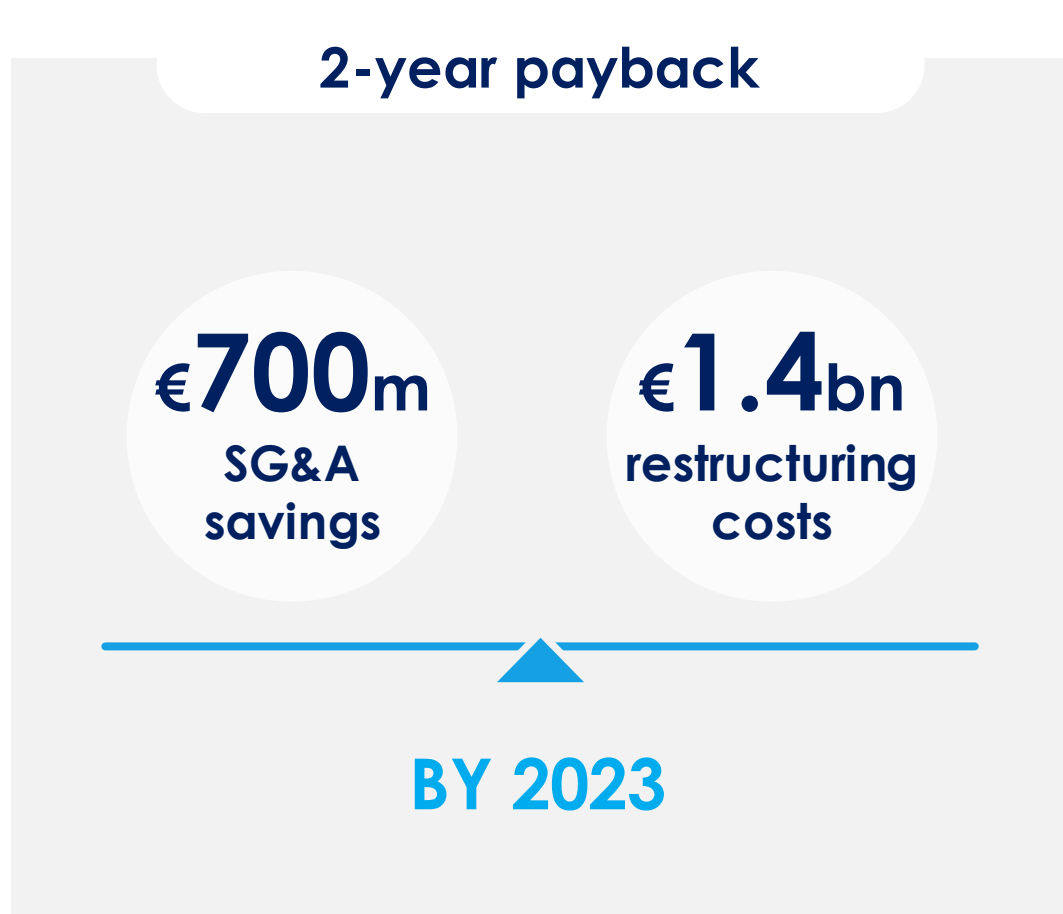 2-year payback
€700m
SG&A
savings
€1.4bn
restructuring
costs
BY 2023